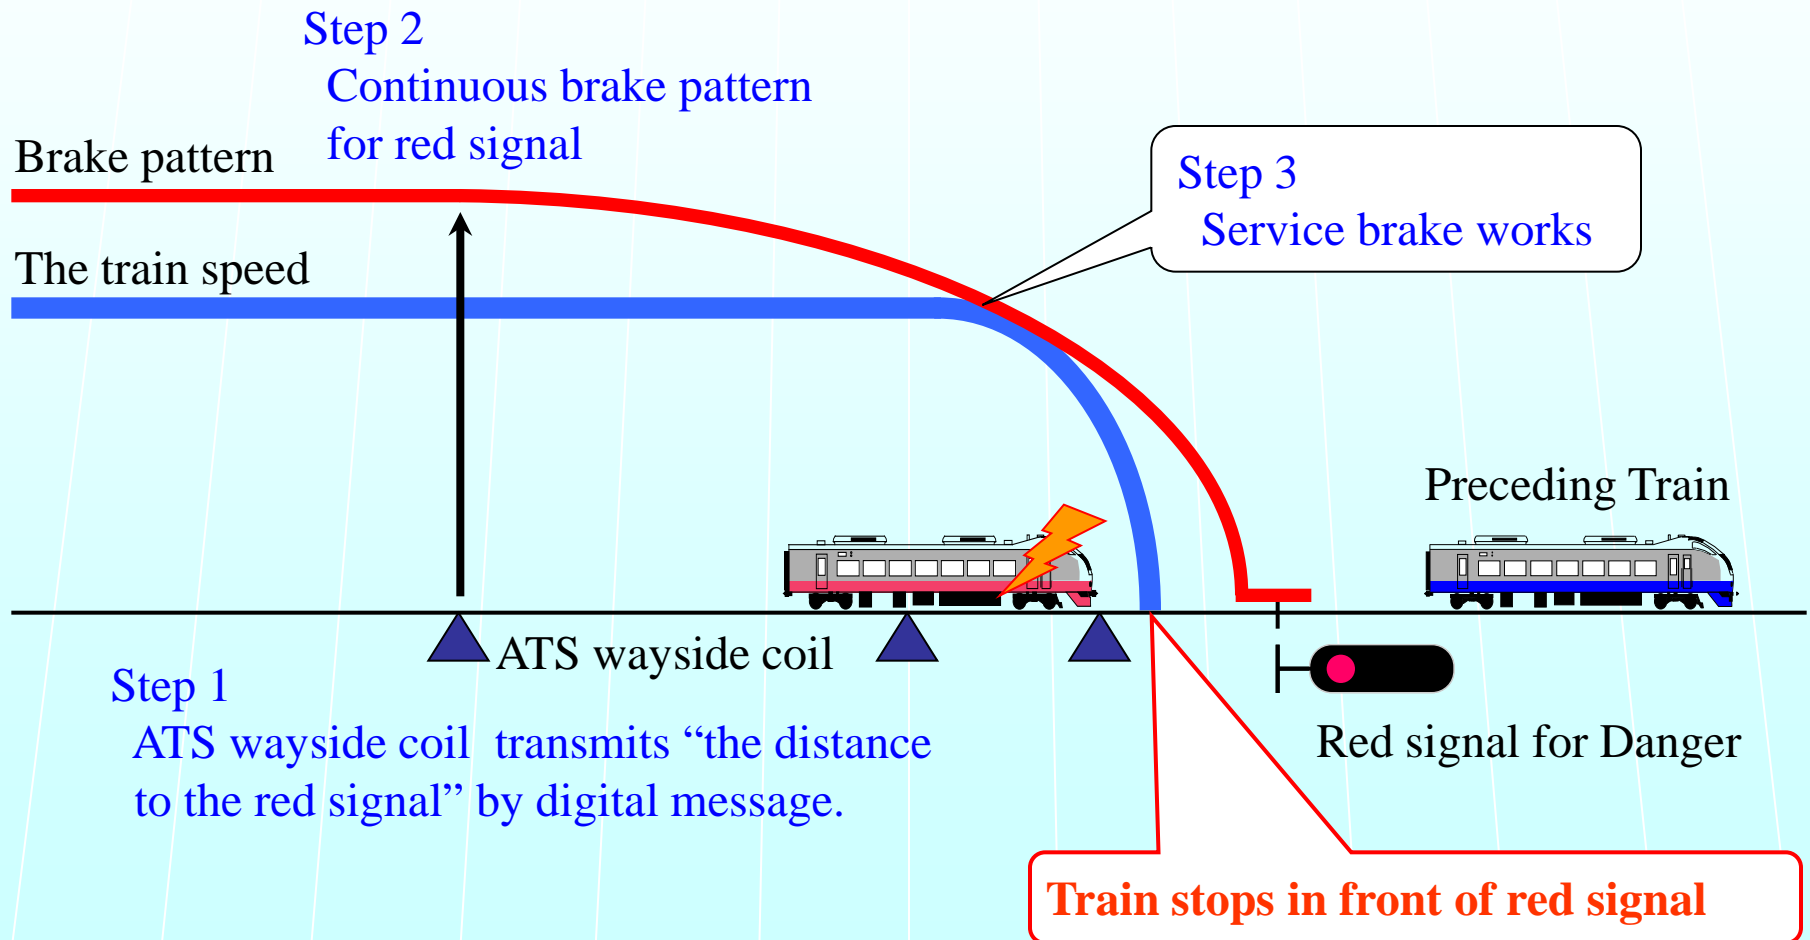 Step 2
Continuous brake pattern
for red signal
Brake pattern
Step 3
Service brake works
The train speed
Preceding Train
ATS wayside coil
Step 1
ATS wayside coil transmits “the distance
to the red signal” by digital message.
Red signal for Danger
Train stops in front of red signal